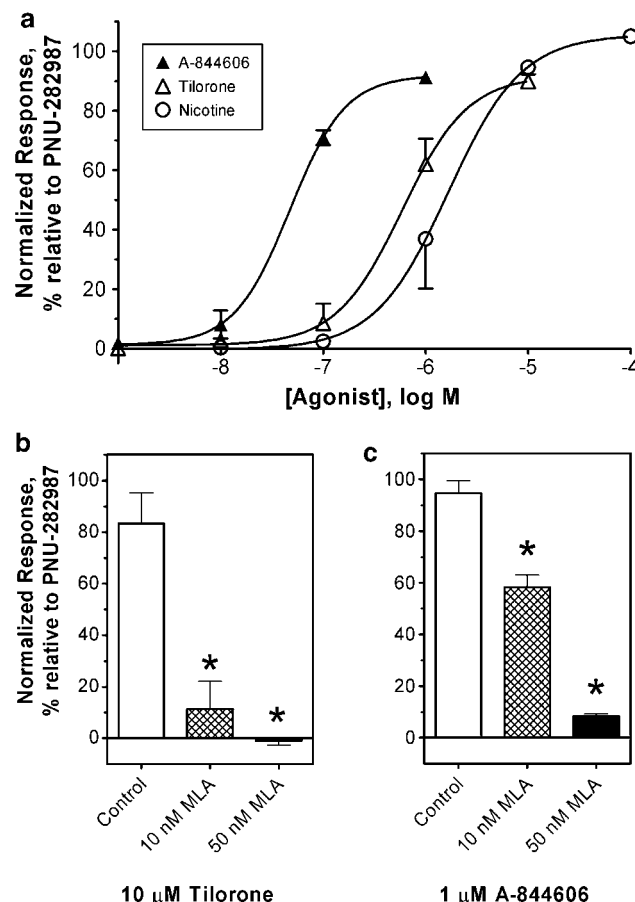 a
Normalized Response,
% relative to PNU-282987
100
80
60
40
20
0
A-844606
Tilorone
Nicotine
-8
-7
-6
-5
-4
[Agonist], log M
b
Normalized Response,
% relative to PNU-282987
100
80
60
40
20
0
*
*
Control
10 nM MLA
50 nM MLA
10 μM Tilorone
c
100
80
60
40
20
0
*
*
Control
10 nM MLA
50 nM MLA
1 μM A-844606